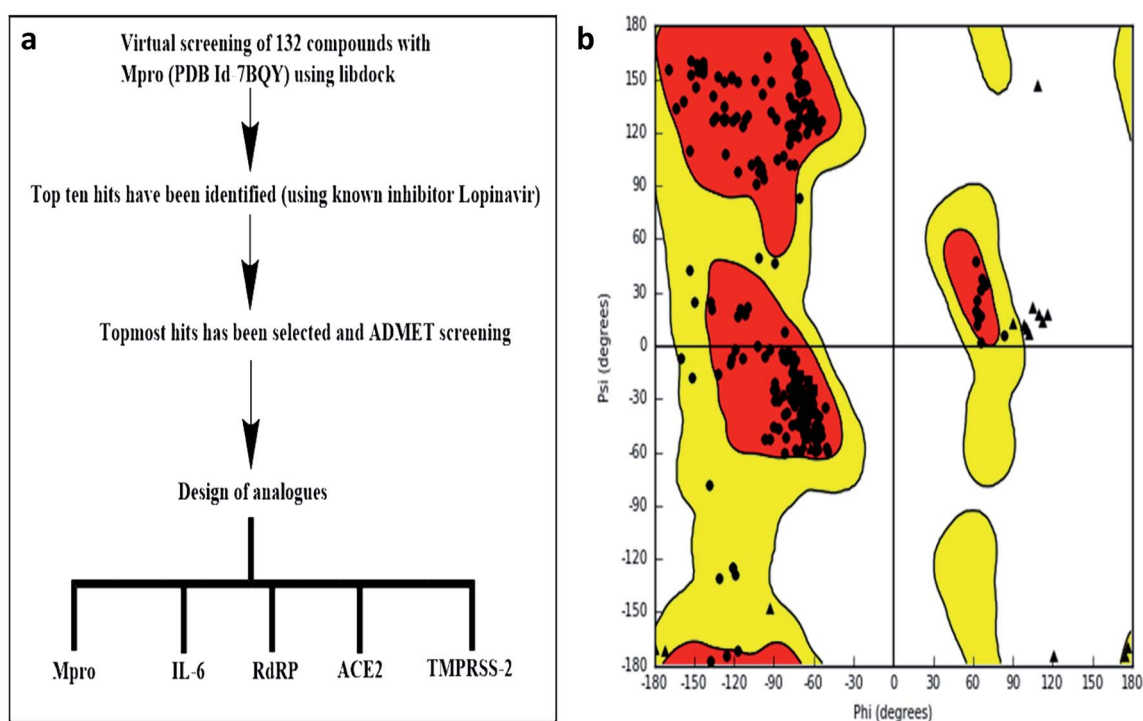 a
Virtual screening of 132 compounds with
Mpro (PDB Id-7BQY) using libdock
Top ten hits have been identified (using known inhibitor Lopinavir)
Topmost hits has been selected and ADMET screening
Design of analogues
Mpro IL-6 RdRP ACE2 TMPRSS-2
b
180
150
120
90
60
30
0
-30
-60
-90
-120
-150
-180
Psi (degrees)
-180 -150 -120 -90 -60 -30 0 30 60 90 120 150 180
Phi (degrees)